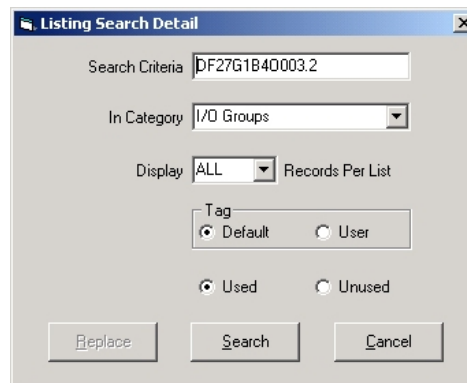 Listing Search Detail
Search Criteria DF27G1B4O003.2
In Category I/O Groups
Display ALL Records Per List
Tag
Default User
Used Unused
Replace Search Cancel